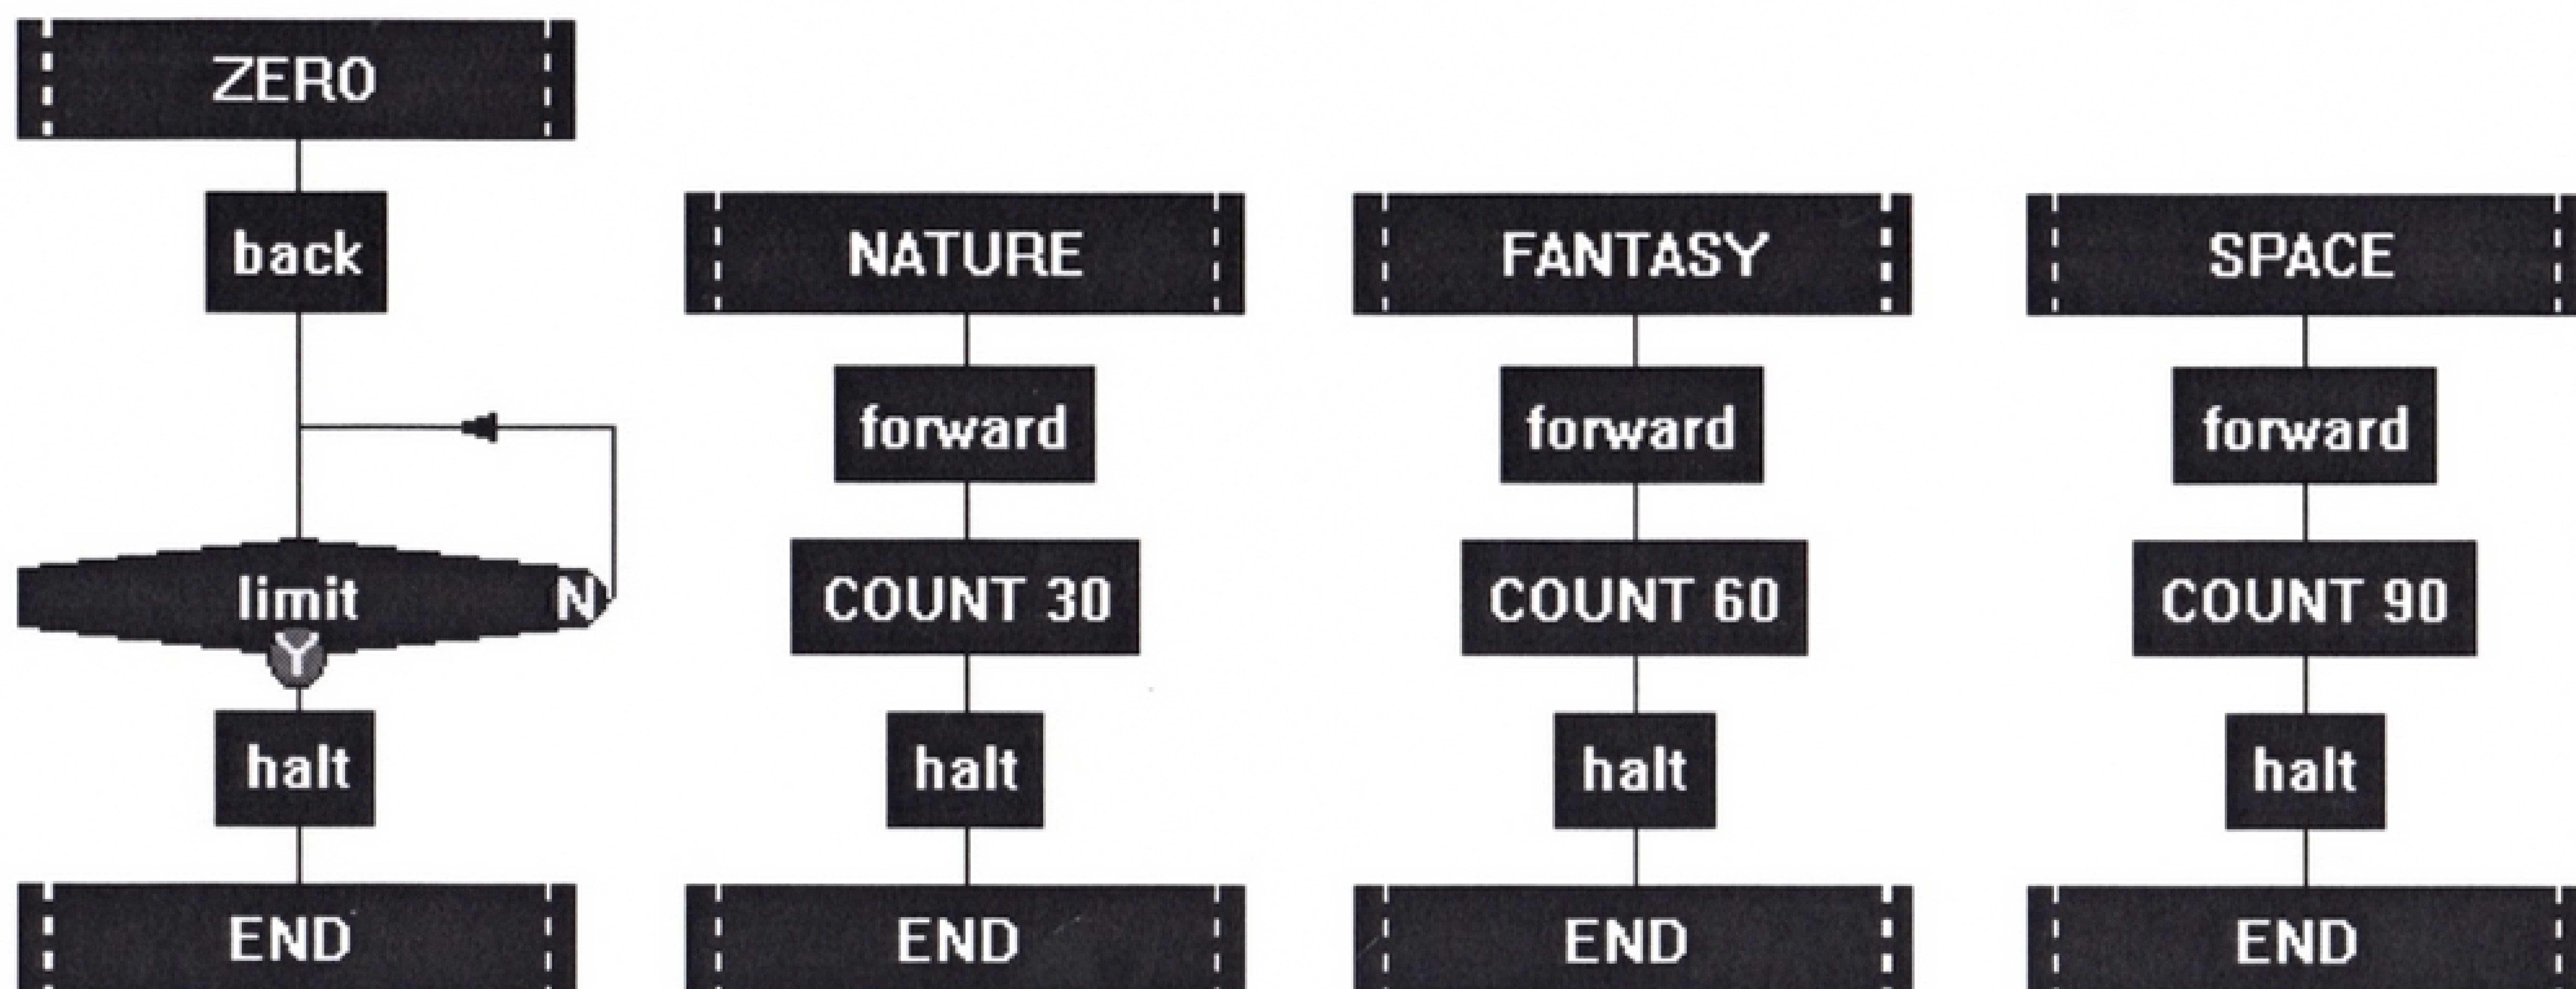 ZERO
back
limit
N
Y
halt
END
NATURE
forward
COUNT 30
halt
END
FANTASY
forward
COUNT 60
halt
END
SPACE
forward
COUNT 90
halt
END